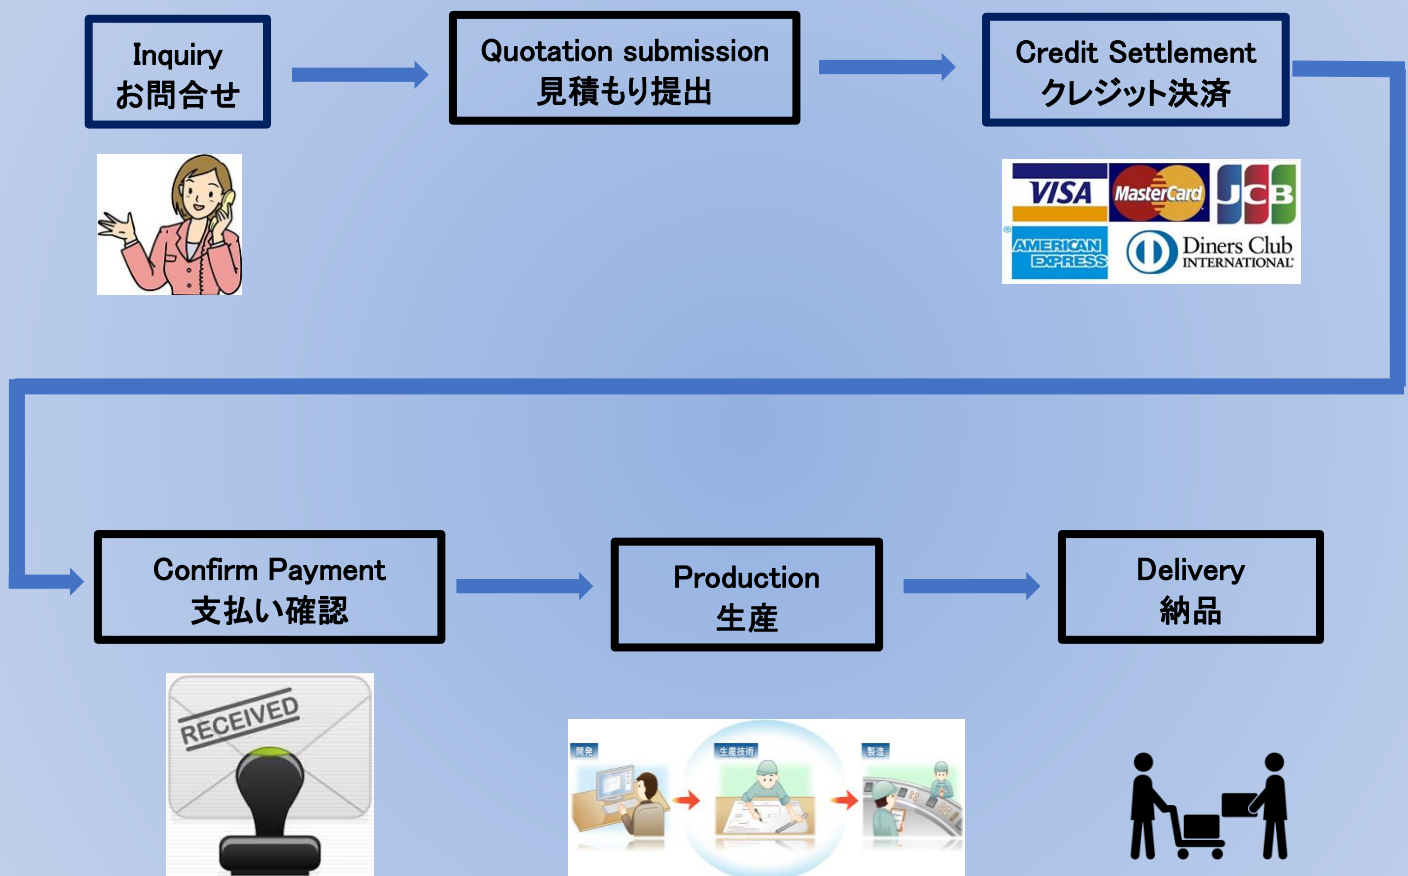 Inquiry
お問合せ
Quotation submission
見積もり提出
Credit Settlement
クレジット決済
VISA
MasterCard
JCB
AMERICAN
EXPRESS
Diners Club
INTERNATIONAL®
Confirm Payment
支払い確認
Production
生産
Delivery
納品
RECEIVED
開発
生産技術
製造